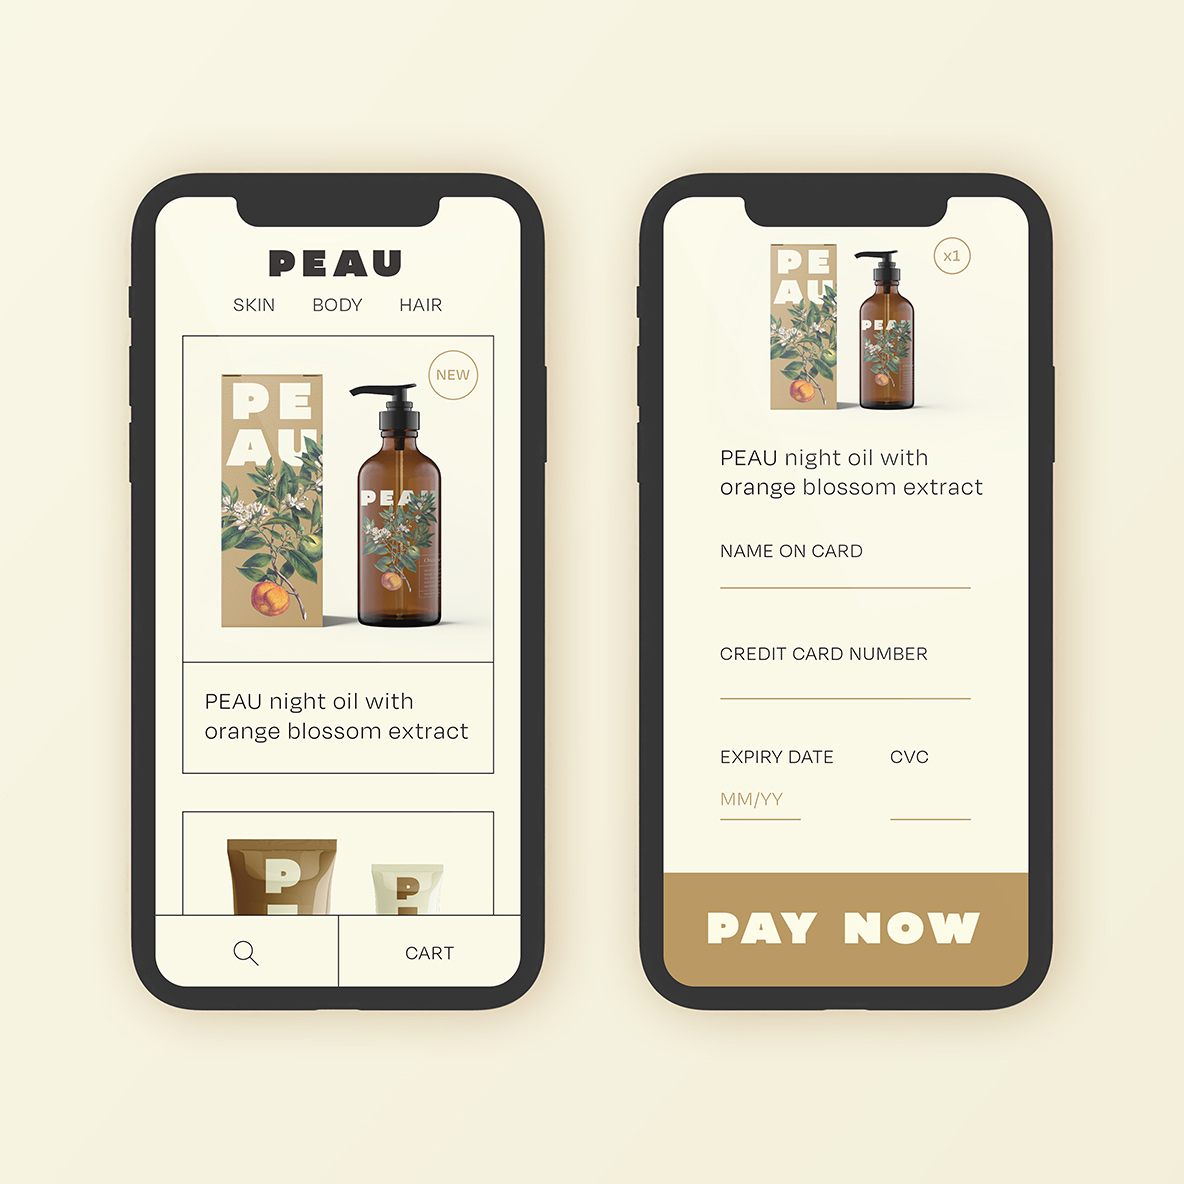 PEAU
SKIN BODY HAIR
NEW
PE
AU
PEAU
PEAU night oil with
orange blossom extract
P
P
CART
x1
PE
AU
PEAU
PEAU night oil with
orange blossom extract
NAME ON CARD
CREDIT CARD NUMBER
EXPIRY DATE CVC
MM/YY
PAY NOW